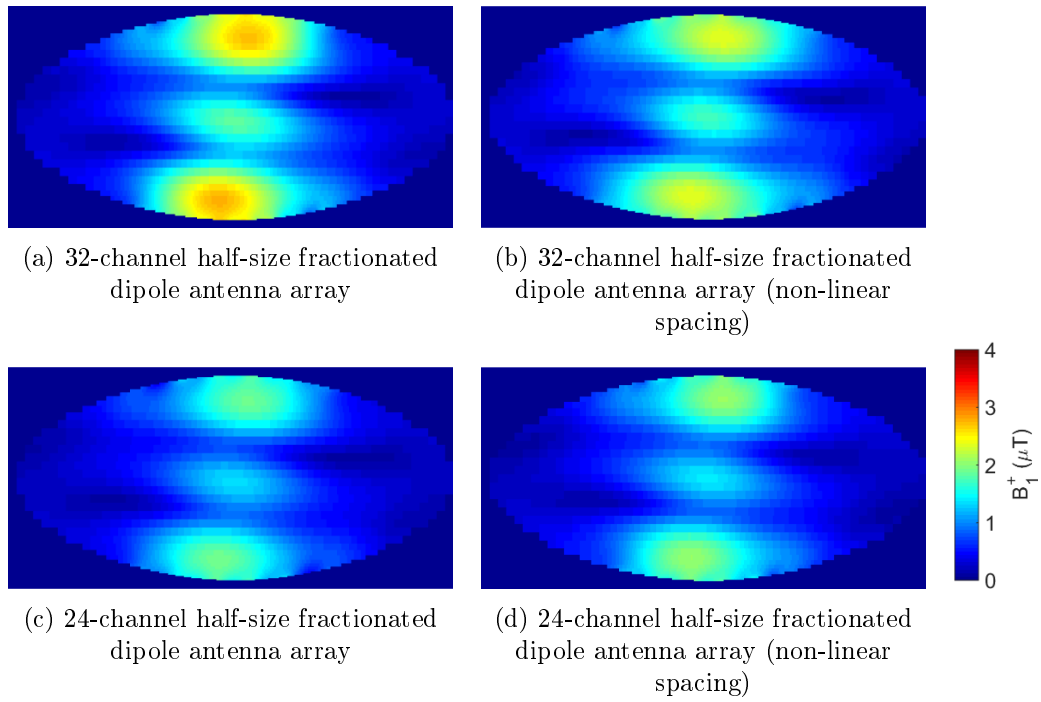 (a) 32-channel half-size fractionated
dipole antenna array
(b) 32-channel half-size fractionated
dipole antenna array (non-linear
spacing)
4
3
2
1
0
B₁⁺ (μT)
(c) 24-channel half-size fractionated
dipole antenna array
(d) 24-channel half-size fractionated
dipole antenna array (non-linear
spacing)